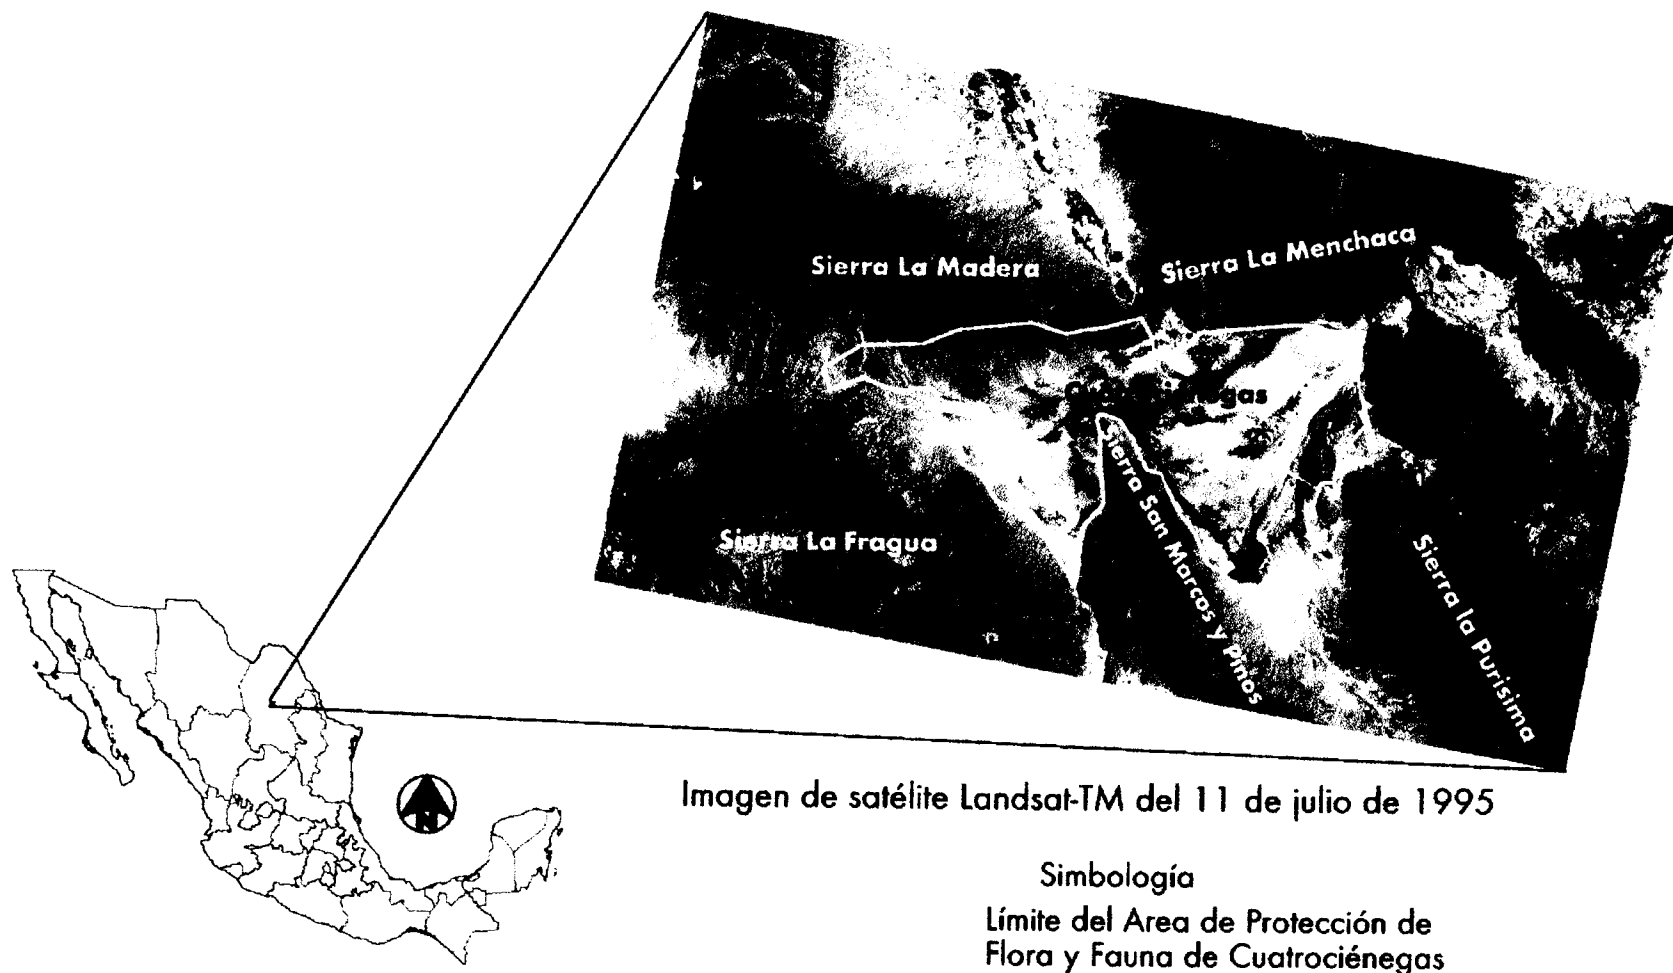 Sierra La Madera
Sierra La Menchaca
Sierra La Fragua
Sierra San Marcos y Pinos
Sierra la Purisima
N
Imagen de satélite Landsat-TM del 11 de julio de 1995
Simbología
Límite del Area de Protección de
Flora y Fauna de Cuatrociénegas